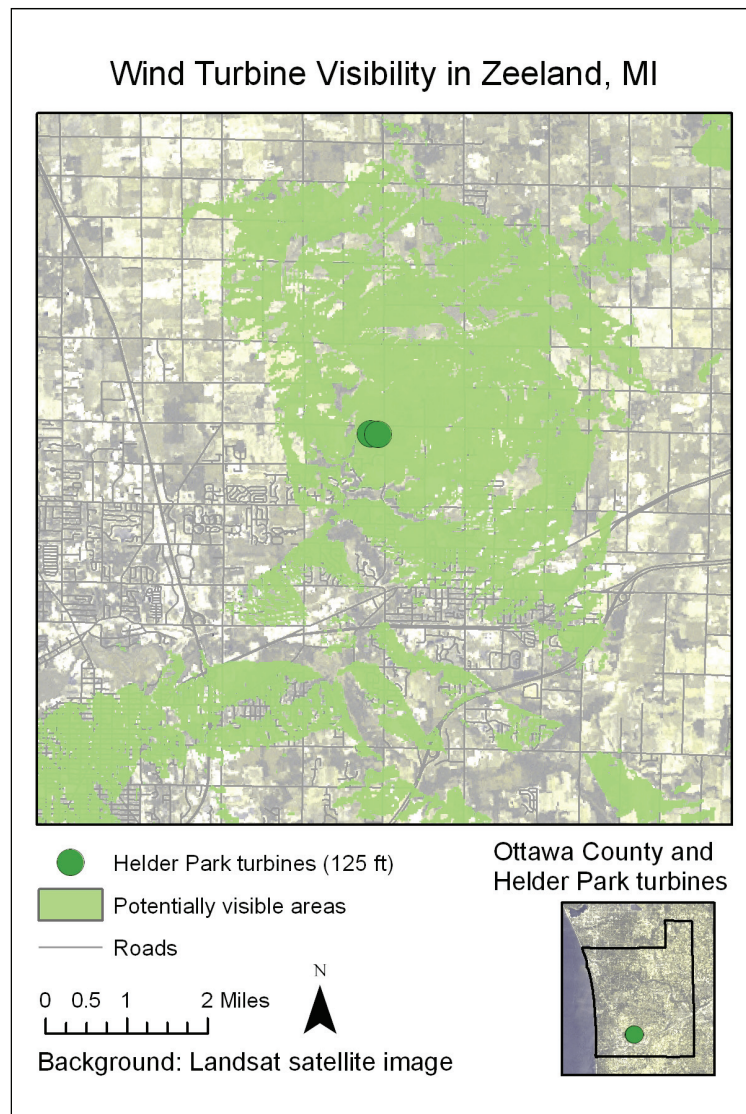 Wind Turbine Visibility in Zeeland, MI
Helder Park turbines (125 ft)
Potentially visible areas
Roads
0 0.5 1 2 Miles
N
Background: Landsat satellite image
Ottawa County and
Helder Park turbines